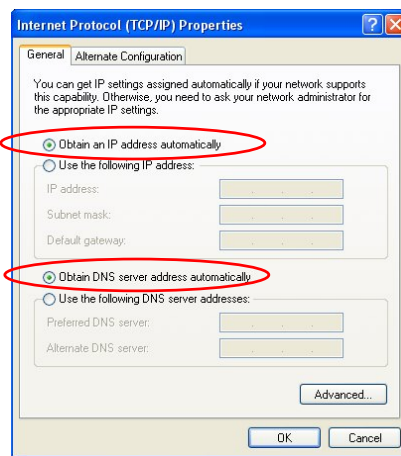 Internet Protocol (TCP/IP) Properties
General
Alternate Configuration
You can get IP settings assigned automatically if your network supports
this capability. Otherwise, you need to ask your network administrator for
the appropriate IP settings.
Obtain an IP address automatically
Use the following IP address:
IP address:
Subnet mask:
Default gateway:
Obtain DNS server address automatically
Use the following DNS server addresses:
Preferred DNS server:
Alternate DNS server:
Advanced...
OK
Cancel